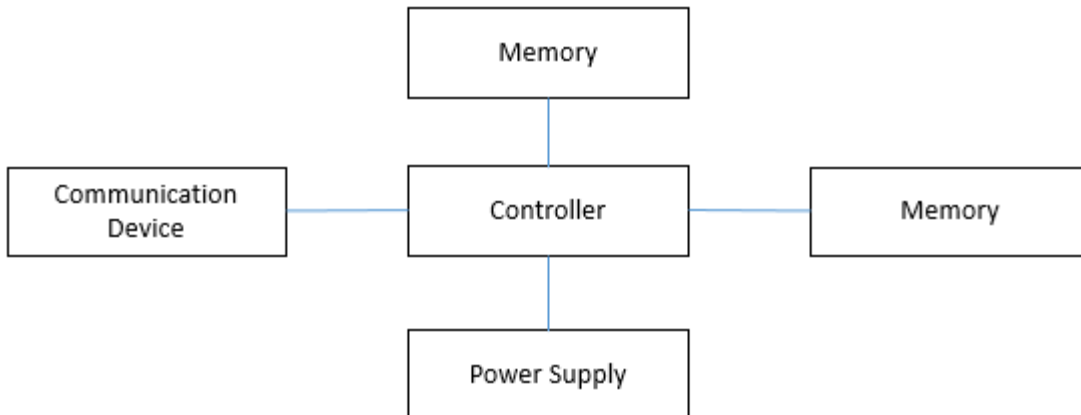 Memory
Communication
Device
Controller
Memory
Power Supply